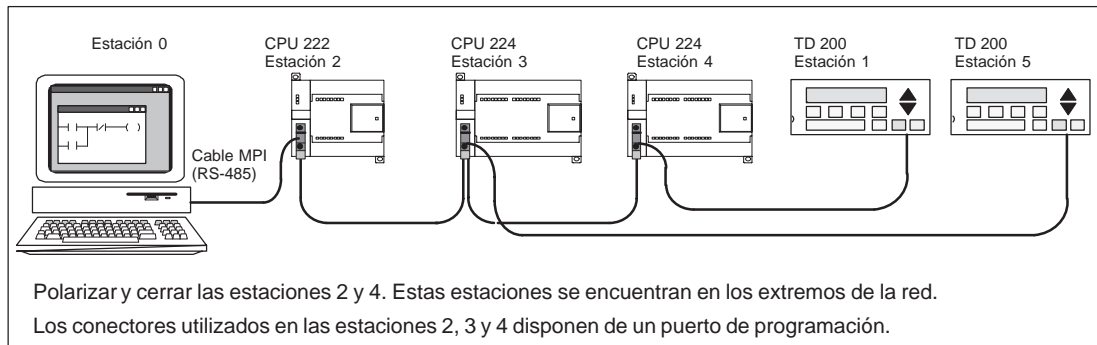 Estación 0
CPU 222
Estación 2
CPU 224
Estación 3
CPU 224
Estación 4
TD 200
Estación 1
TD 200
Estación 5
Cable MPI
(RS-485)
Polarizar y cerrar las estaciones 2 y 4. Estas estaciones se encuentran en los extremos de la red.
Los conectores utilizados en las estaciones 2, 3 y 4 disponen de un puerto de programación.